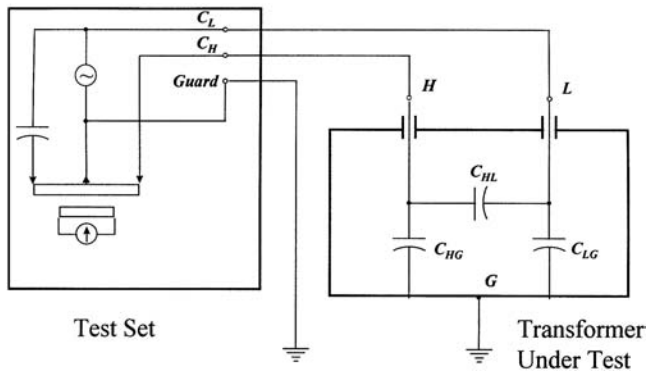 C_L
C_H
Guard
H
L
C_HL
C_HG
C_LG
G
Test Set
Transformer
Under Test